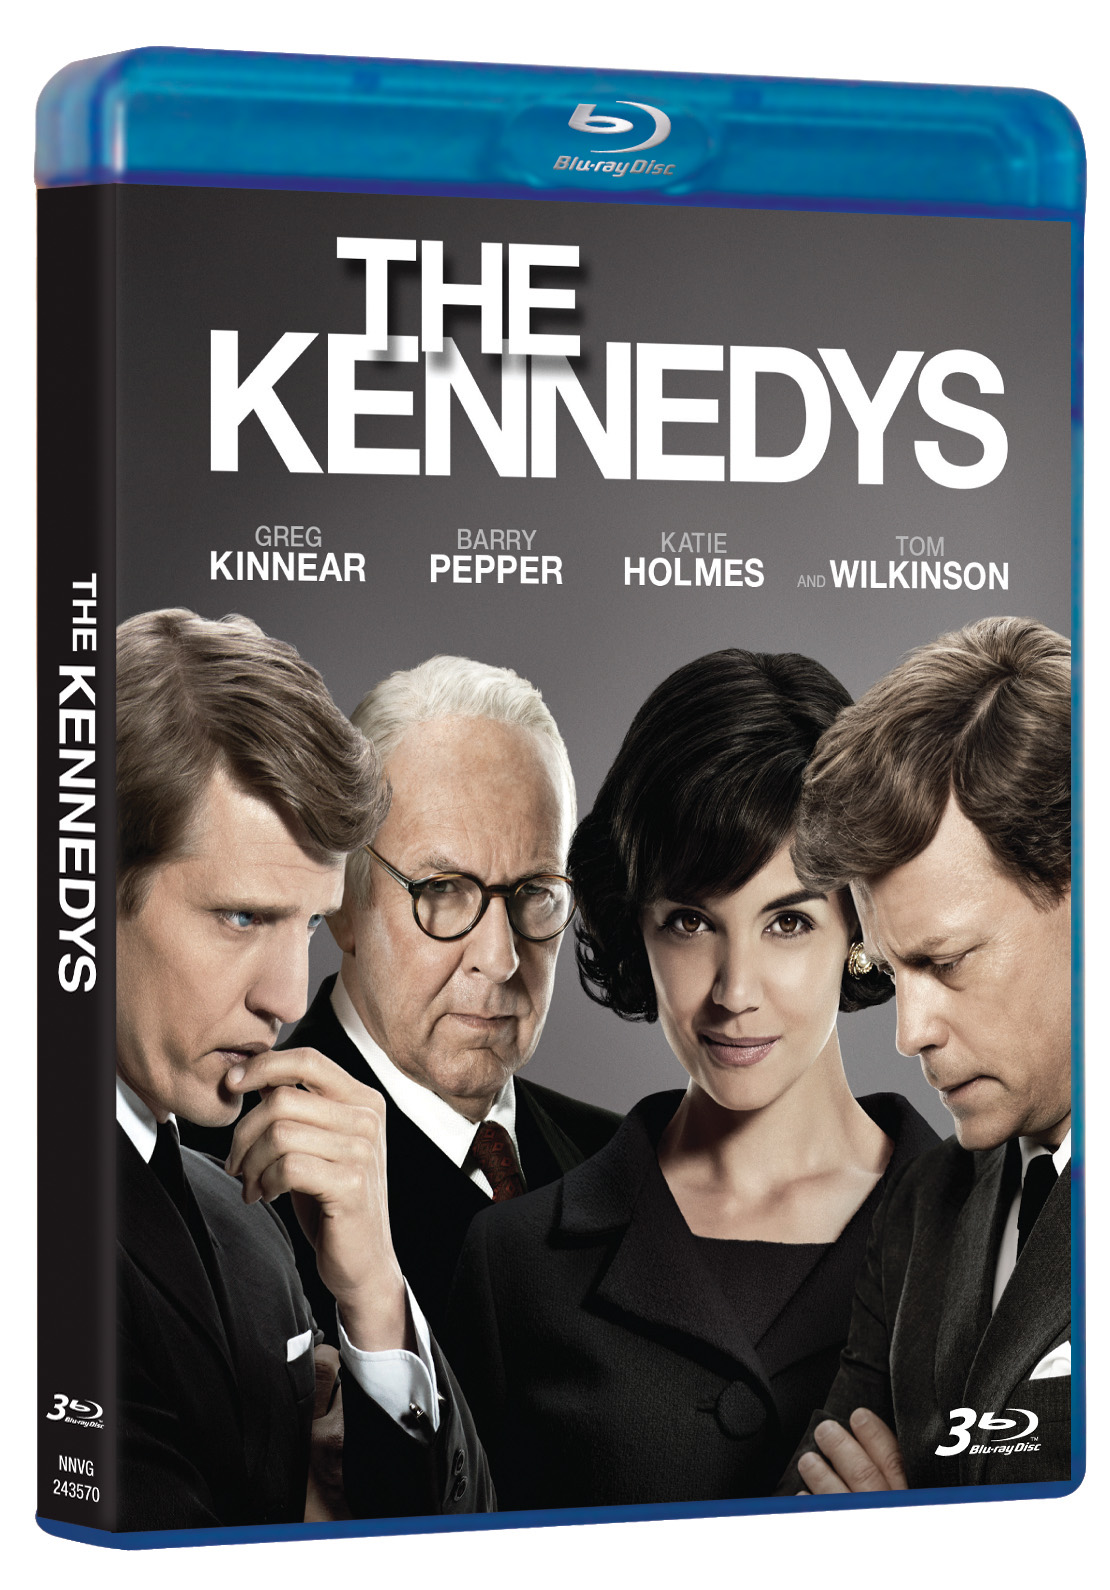 Blu-ray Disc
THE
KENNEDYS
GREG
KINNEAR
BARRY
PEPPER
KATIE
HOLMES
TOM
AND WILKINSON
THE KENNEDYS
3 Blu-ray Disc
NNVG
243570
3 Blu-ray Disc™